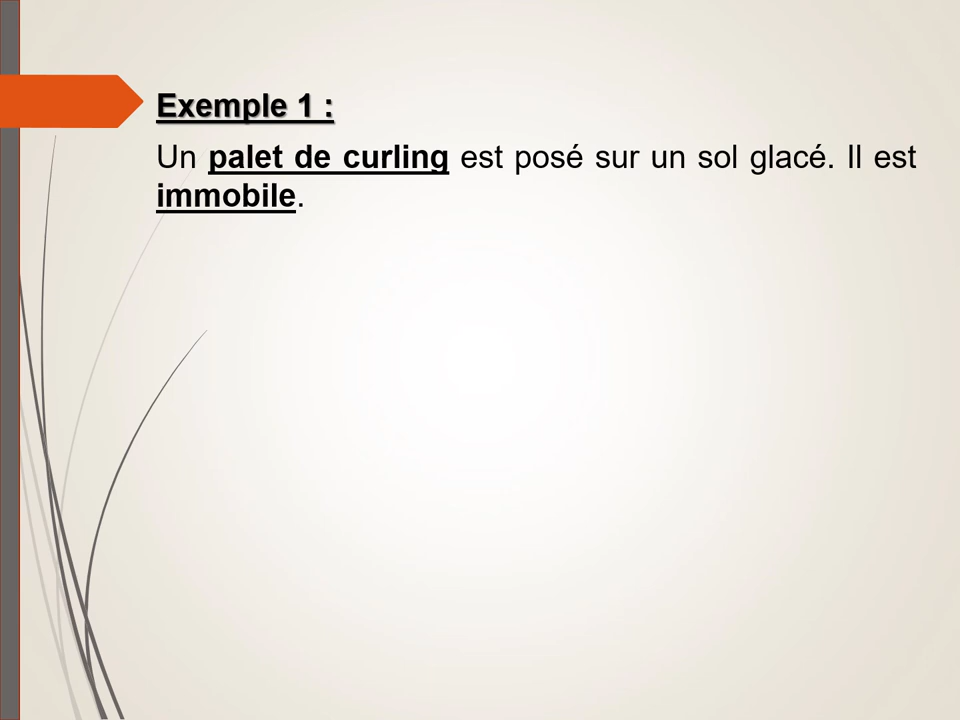 Exemple 1 :
Un palet de curling est posé sur un sol glacé. Il est
immobile.